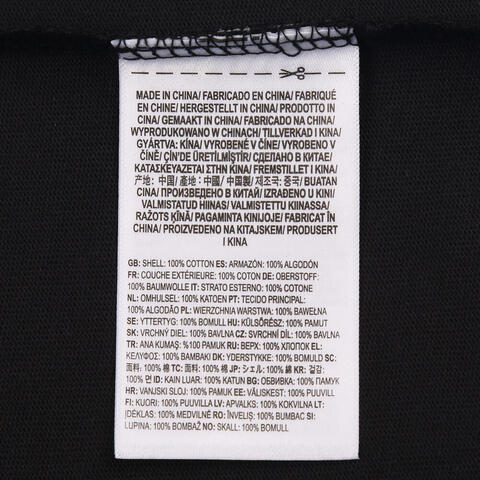 MADE IN CHINA/ FABRICADO EN CHINA/ FABRIQUÉ
EN CHINE/ HERGESTELLT IN CHINA/ PRODOTTO IN
CINA/ GEMAAKT IN CHINA/ FABRICADO NA CHINA/
WYPRODUKOWANO W CHINACH/ TILLVERKAD I KINA/
GYÁRTVA: KÍNA/ VYROBENÉ V ČÍNE/ VYROBENO V
ČÍNĚ/ ÇİN'DE ÜRETİLMİŞTİR/ СДЕЛАНО В КИТАЕ/
ΚΑΤΑΣΚΕΥΑΖΕΤΑΙ ΣΤΗΝ ΚΙΝΑ/ FREMSTILLET I KINA/
产地: 中国/ 產地: 中國/ 中国製/ 제조국: 중국/ BUATAN
CINA/ ПРОИЗВЕДЕНО В КИТАЙ/ IZRAĐENO U KINI/
VALMISTATUD HIINAS/ VALMISTETTU KIINASSA/
RAŽOTS ĶĪNĀ/ PAGAMINTA KINIJOJE/ FABRICAT ÎN
CHINA/ PROIZVEDENO NA KITAJSKEM/ PRODUSERT
I KINA
GB: SHELL: 100% COTTON ES: ARMAZÓN: 100% ALGODÓN
FR: COUCHE EXTÉRIEURE: 100% COTON DE: OBERSTOFF:
100% BAUMWOLLE IT: STRATO ESTERNO: 100% COTONE
NL: OMHULSEL: 100% KATOEN PT: TECIDO PRINCIPAL:
100% ALGODÃO PL: WIERZCHNIA WARSTWA: 100% BAWEŁNA
SE: YTTERTYG: 100% BOMULL HU: KÜLSŐRÉSZ: 100% PAMUT
SK: VRCHNÝ DIEL: 100% BAVLNA CZ: SVRCHNÍ DÍL: 100% BAVLNA
TR: ANA KUMAŞ: %100 PAMUK RU: ВЕРХ: 100% ХЛОПОК EL:
ΚΕΛΥΦΟΣ: 100% ΒΑΜΒΑΚΙ DK: YDERSTYKKE: 100% BOMULD SC:
面料: 100% 棉 TC: 面料: 100% 棉 JP: シェル: 100% 綿 KR: 겉감:
100% 면 ID: KAIN LUAR: 100% KATUN BG: ОБВИВКА: 100% ПАМУК
HR: VANJSKI SLOJ: 100% PAMUK EE: VÄLISKEST: 100% PUUVILL
FI: KUORI: 100% PUUVILLA LV: APVALKS: 100% KOKVILNA LT:
ĮDĖKLAS: 100% MEDVILNĖ RO: ÎNVELIŞ: 100% BUMBAC SI:
LUPINA: 100% BOMBAŽ NO: SKALL: 100% BOMULL